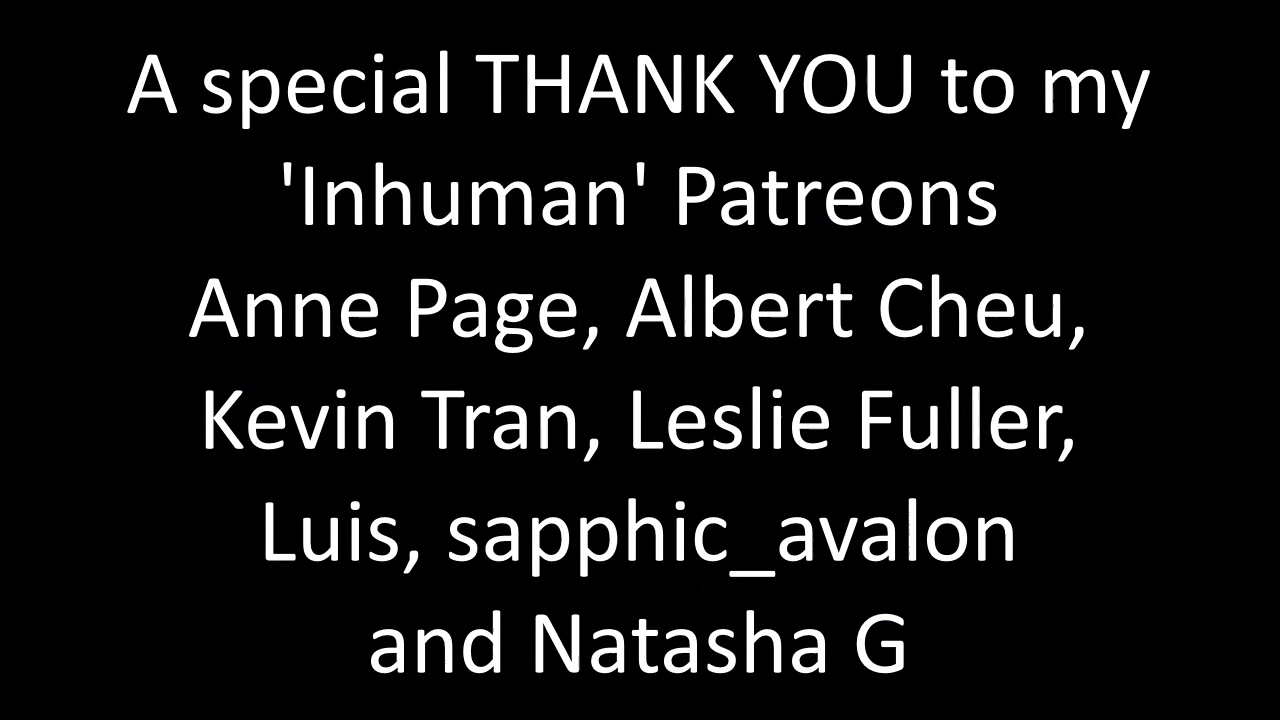 A special THANK YOU to my
'Inhuman' Patreons
Anne Page, Albert Cheu,
Kevin Tran, Leslie Fuller,
Luis, sapphic_avalon
and Natasha G